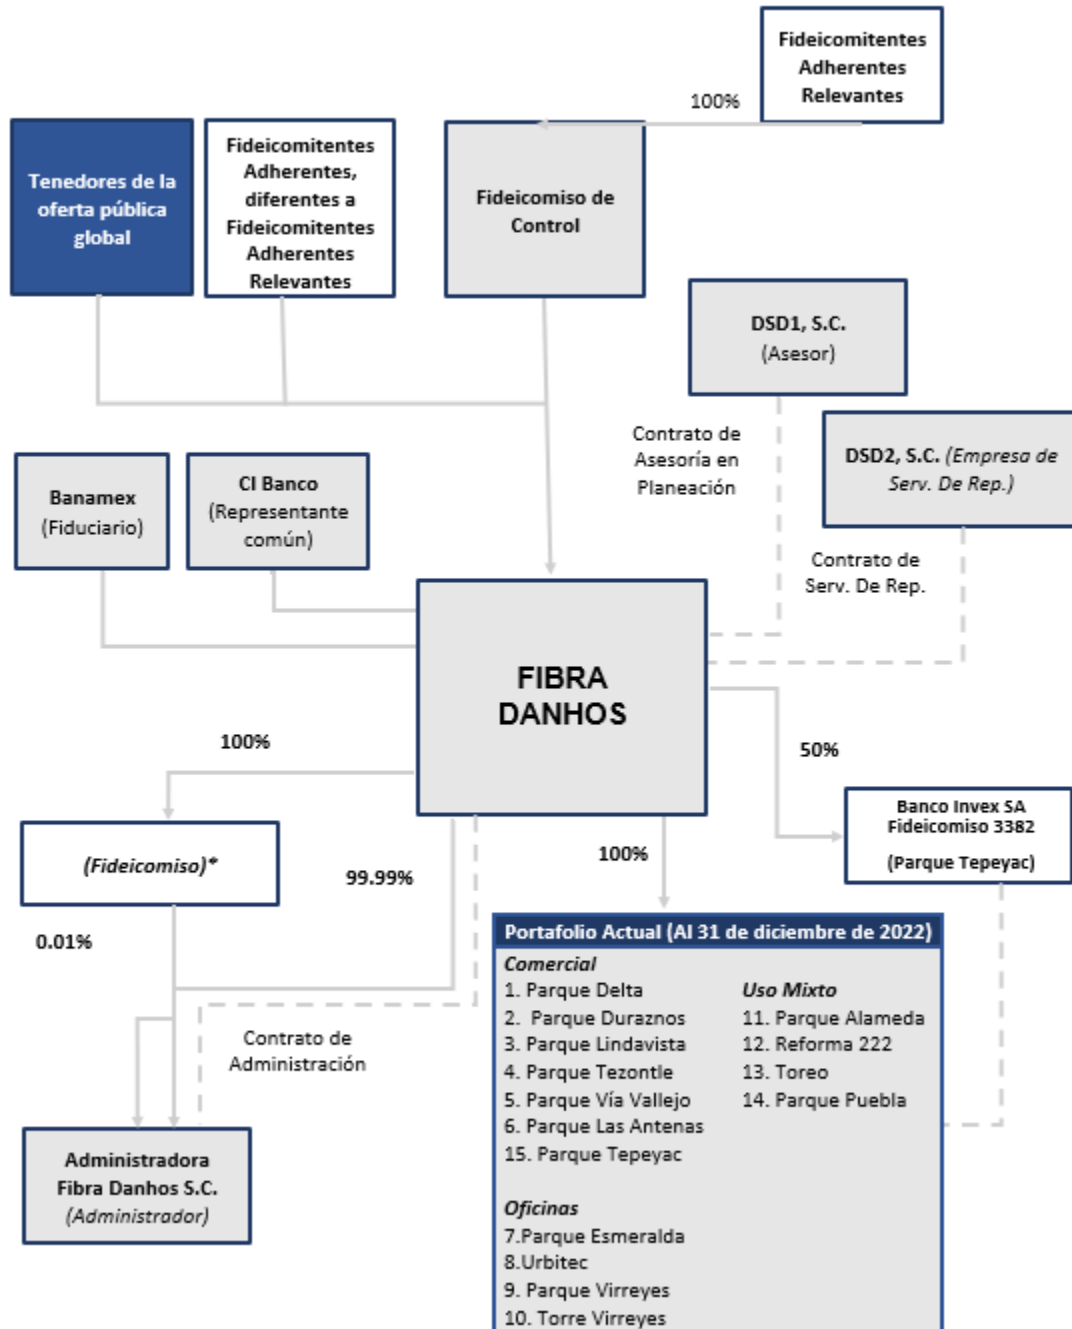 Fideicomitentes
Adherentes
Relevantes
100%
Tenedores de la
oferta pública
global
Fideicomitentes
Adherentes,
diferentes a
Fideicomitentes
Adherentes
Relevantes
Fideicomiso de
Control
DSD1, S.C.
(Asesor)
Contrato de
Asesoría en
Planeación
DSD2, S.C. (Empresa de
Serv. De Rep.)
Banamex
(Fiduciario)
CI Banco
(Representante
común)
Contrato de
Serv. De Rep.
FIBRA
DANHOS
100%
50%
Banco Invex SA
Fideicomiso 3382
(Parque Tepeyac)
(Fideicomiso)*
99.99%
100%
0.01%
Contrato de
Administración
Administradora
Fibra Danhos S.C.
(Administrador)
Portafolio Actual (Al 31 de diciembre de 2022)
Comercial
1. Parque Delta
2. Parque Duraznos
3. Parque Lindavista
4. Parque Tezontle
5. Parque Vía Vallejo
6. Parque Las Antenas
15. Parque Tepeyac
Uso Mixto
11. Parque Alameda
12. Reforma 222
13. Toreo
14. Parque Puebla
Oficinas
7.Parque Esmeralda
8.Urbitec
9. Parque Virreyes
10. Torre Virreyes